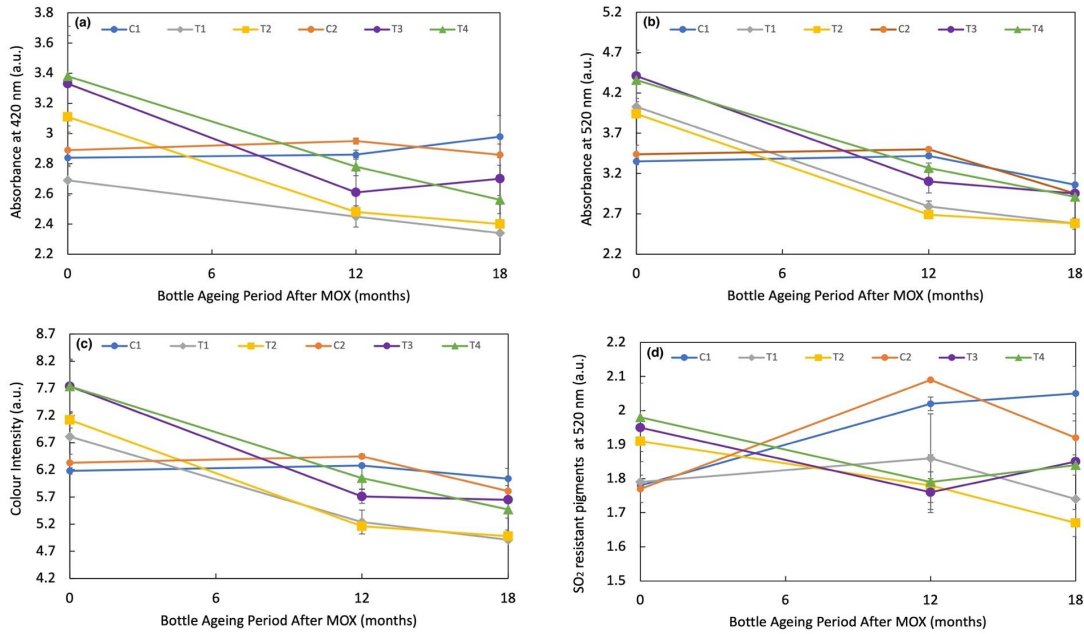 (a)
C1 T1 T2 C2 T3 T4
Absorbance at 420 nm (a.u.)
3.8
3.6
3.4
3.2
3
2.8
2.6
2.4
2.2
0 6 12 18
Bottle Ageing Period After MOX (months)
(b)
C1 T1 T2 C2 T3 T4
Absorbance at 520 nm (a.u.)
5.2
4.7
4.2
3.7
3.2
2.7
2.2
0 6 12 18
Bottle Ageing Period After MOX (months)
(c)
C1 T1 T2 C2 T3 T4
Colour Intensity (a.u.)
8.7
8.2
7.7
7.2
6.7
6.2
5.7
5.2
4.7
4.2
0 6 12 18
Bottle Ageing Period After MOX (months)
(d)
C1 T1 T2 C2 T3 T4
SO₂ resistant pigments at 520 nm (a.u.)
2.2
2.1
2
1.9
1.8
1.7
1.6
1.5
0 6 12 18
Bottle Ageing Period After MOX (months)